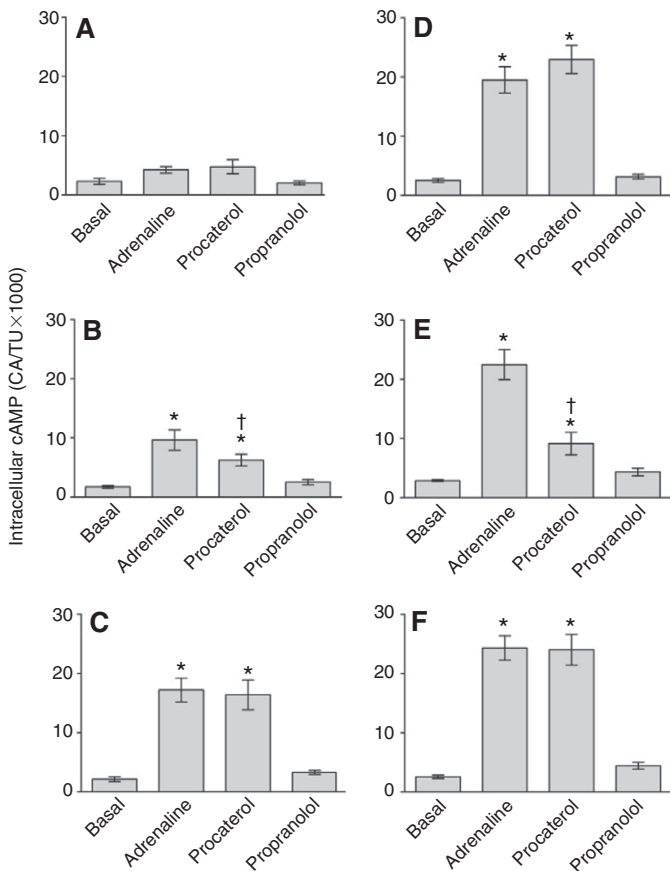 Intracellular cAMP (CA/TU×1000)
A
30
20
10
0
Basal
Adrenaline
Procaterol
Propranolol
D
30
20
10
0
*
*
Basal
Adrenaline
Procaterol
Propranolol
B
30
20
10
0
*
†
*
Basal
Adrenaline
Procaterol
Propranolol
E
30
20
10
0
*
†
*
Basal
Adrenaline
Procaterol
Propranolol
C
30
20
10
0
*
*
Basal
Adrenaline
Procaterol
Propranolol
F
30
20
10
0
*
*
Basal
Adrenaline
Procaterol
Propranolol